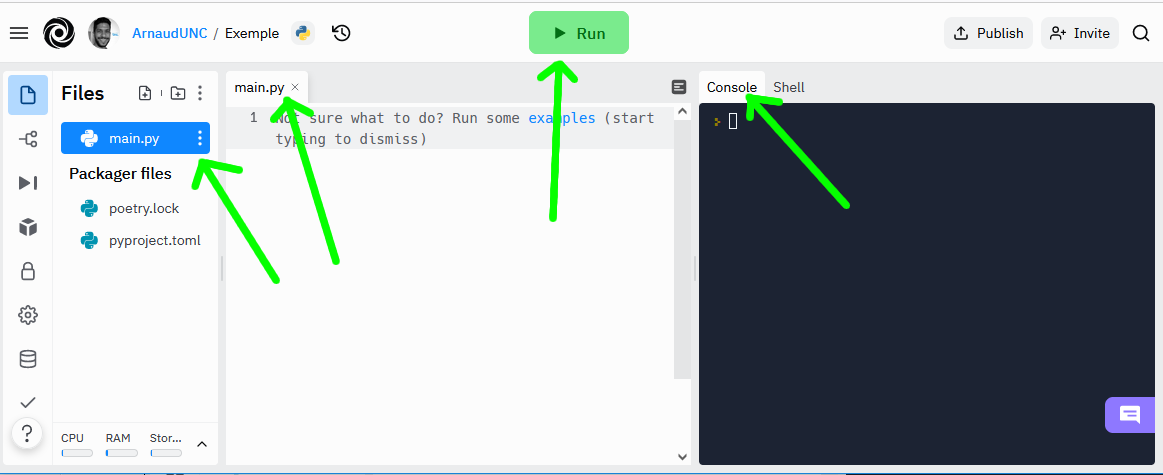 ArnaudUNC / Exemple
Run
Publish
Invite
Files
main.py
Packager files
poetry.lock
pyproject.toml
CPU RAM Stor...
?
main.py ×
1 Not sure what to do? Run some examples (start
typing to dismiss)
Console Shell